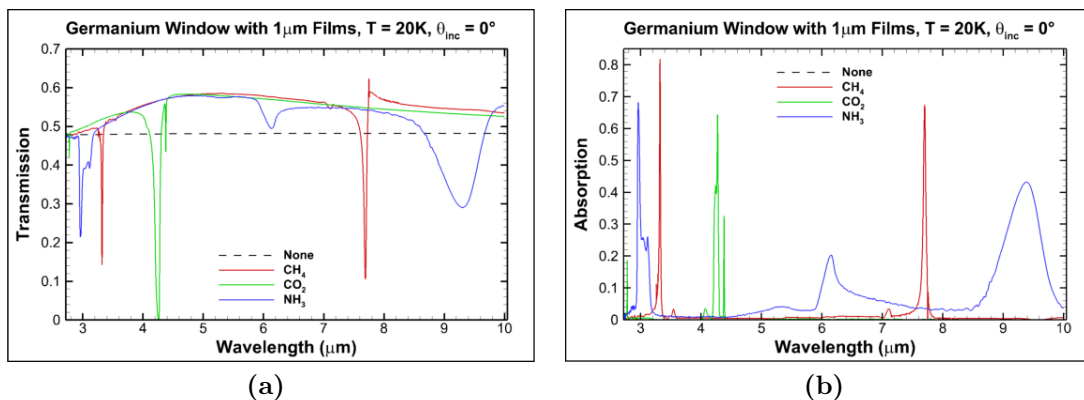 Germanium Window with 1μm Films, T = 20K, θinc = 0°
0.7
0.6
0.5
0.4
0.3
0.2
0.1
0
Transmission
None
CH4
CO2
NH3
3 4 5 6 7 8 9 10
Wavelength (μm)
(a)
Germanium Window with 1μm Films, T = 20K, θinc = 0°
0.8
0.7
0.6
0.5
0.4
0.3
0.2
0.1
0
Absorption
None
CH4
CO2
NH3
3 4 5 6 7 8 9 10
Wavelength (μm)
(b)